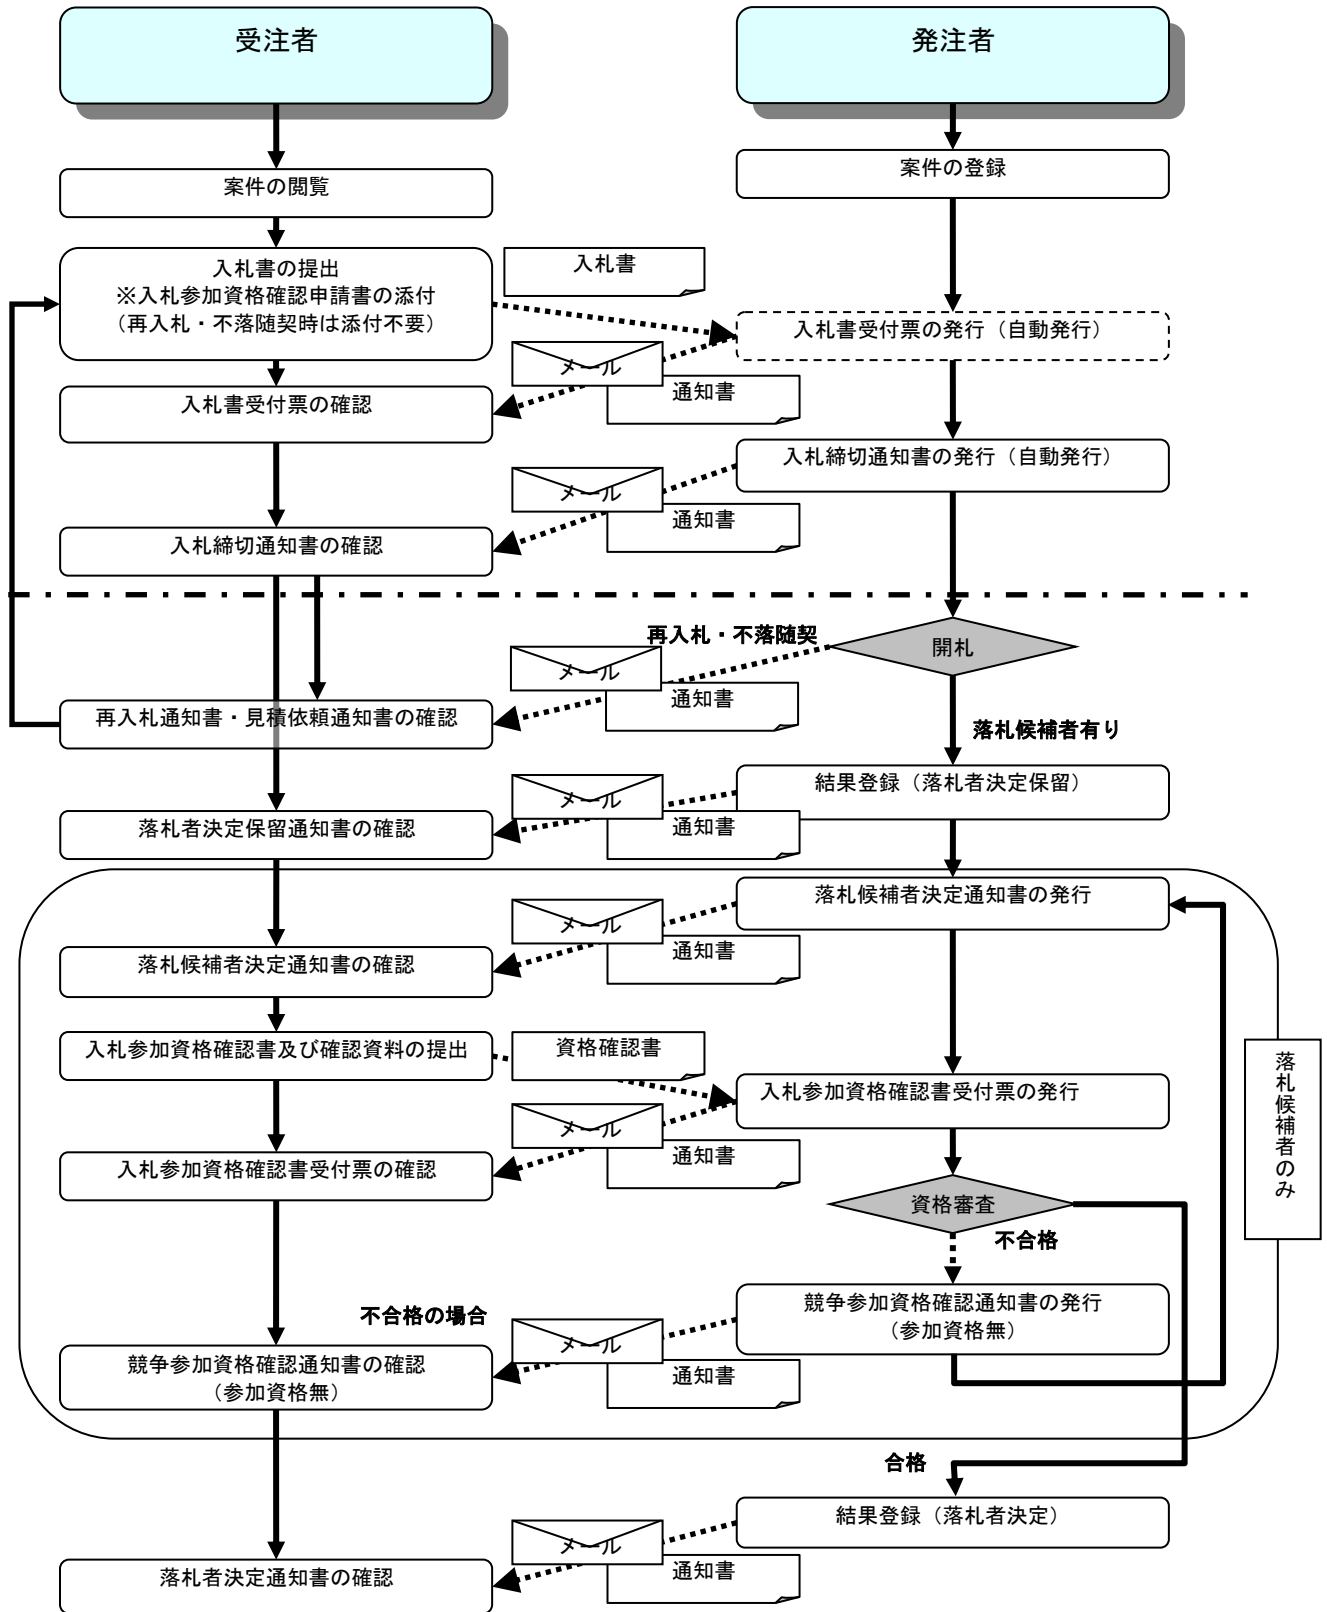 受注者
発注者
案件の閲覧
案件の登録
入札書の提出
※入札参加資格確認申請書の添付
（再入札・不落随契時は添付不要）
入札書
入札書受付票の発行（自動発行）
メール
通知書
入札書受付票の確認
入札締切通知書の発行（自動発行）
メール
通知書
入札締切通知書の確認
再入札・不落随契
開札
メール
通知書
再入札通知書・見積依頼通知書の確認
落札候補者有り
結果登録（落札者決定保留）
メール
通知書
落札者決定保留通知書の確認
落札候補者決定通知書の発行
メール
通知書
落札候補者決定通知書の確認
入札参加資格確認書及び確認資料の提出
資格確認書
落札候補者のみ
入札参加資格確認書受付票の発行
メール
通知書
入札参加資格確認書受付票の確認
資格審査
不合格
競争参加資格確認通知書の発行
（参加資格無）
不合格の場合
メール
通知書
競争参加資格確認通知書の確認
（参加資格無）
合格
結果登録（落札者決定）
メール
通知書
落札者決定通知書の確認